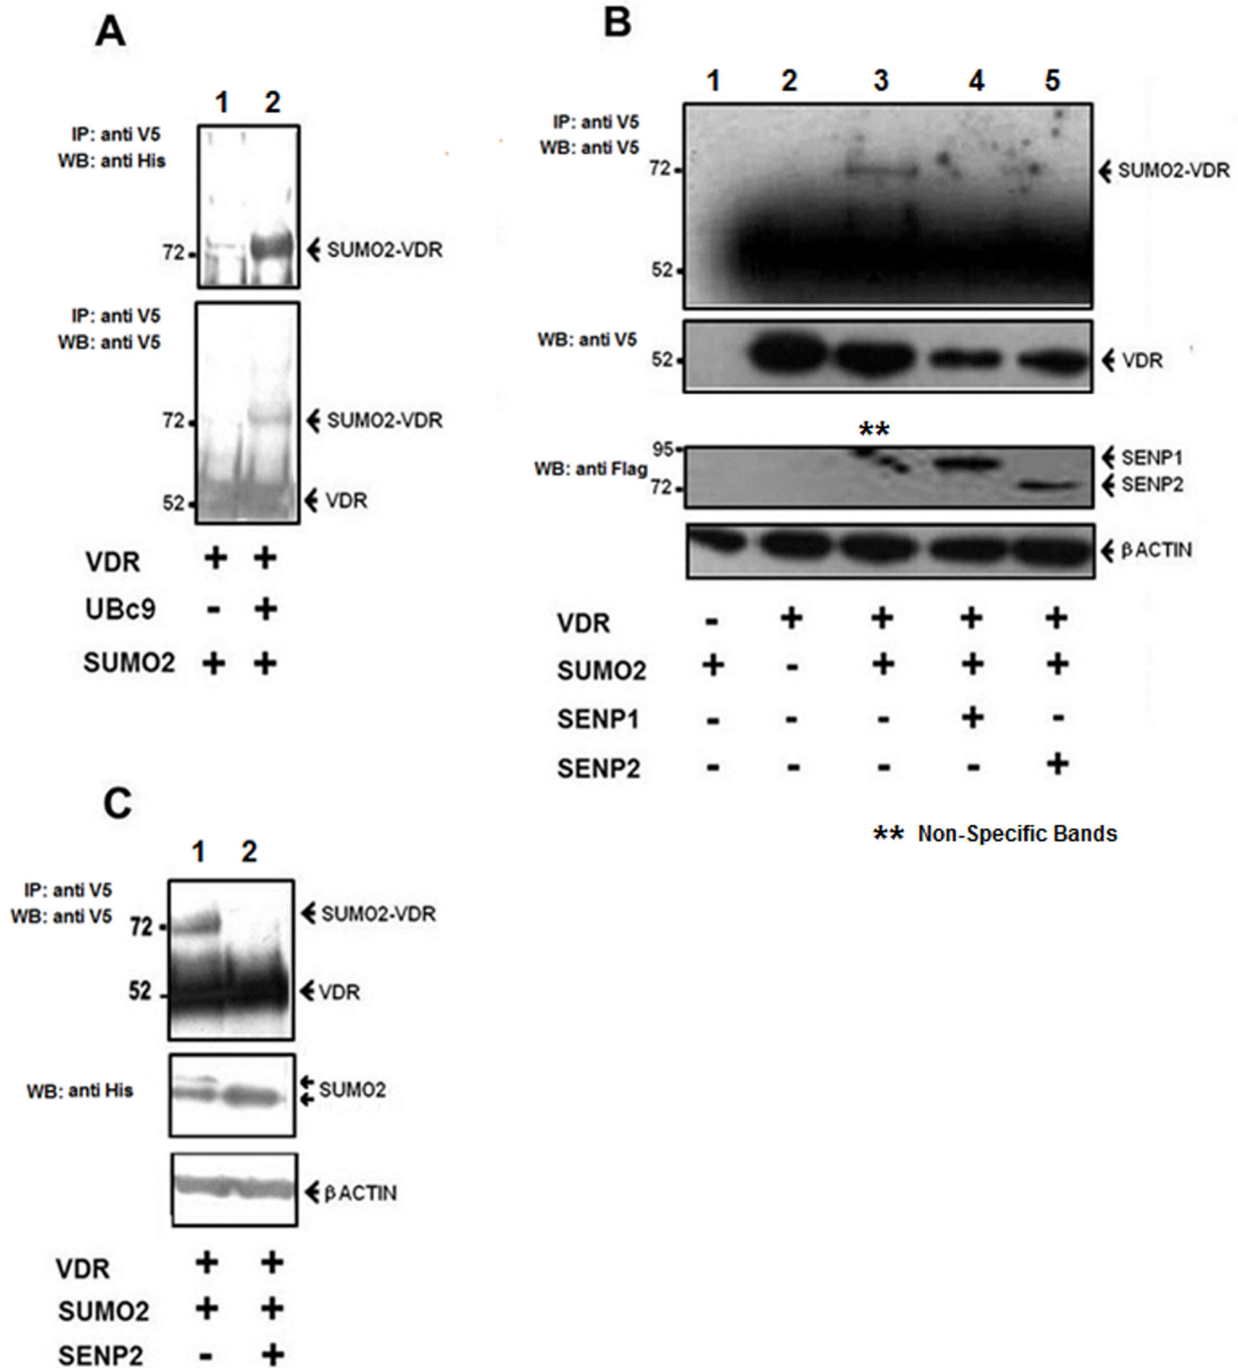 A
1 2
IP: anti V5
WB: anti His
72
SUMO2-VDR
IP: anti V5
WB: anti V5
72
SUMO2-VDR
52
VDR
VDR + +
UBc9 - +
SUMO2 + +
B
1 2 3 4 5
IP: anti V5
WB: anti V5
72
SUMO2-VDR
52
WB: anti V5
52
VDR
**
95
SENP1
WB: anti Flag
72
SENP2
βACTIN
VDR - + + + +
SUMO2 + - + + +
SENP1 - - - + -
SENP2 - - - - +
** Non-Specific Bands
C
1 2
IP: anti V5
WB: anti V5
72
SUMO2-VDR
52
VDR
WB: anti His
SUMO2
βACTIN
VDR + +
SUMO2 + +
SENP2 - +